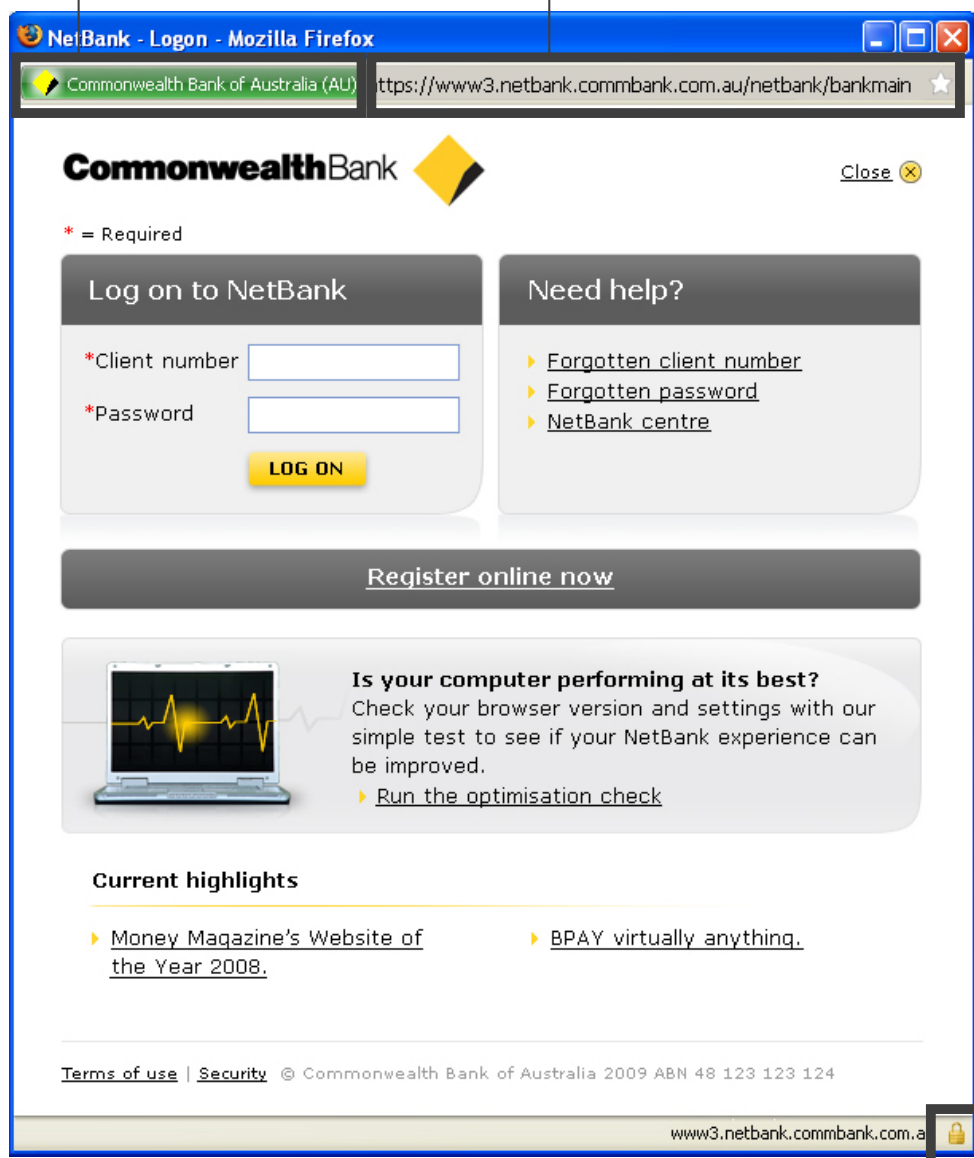 NetBank - Logon - Mozilla Firefox
Commonwealth Bank of Australia (AU) ttps://www3.netbank.commbank.com.au/netbank/bankmain
CommonwealthBank
Close
* = Required
Log on to NetBank
Need help?
*Client number
Forgotten client number
Forgotten password
*Password
NetBank centre
LOG ON
Register online now
Is your computer performing at its best?
Check your browser version and settings with our
simple test to see if your NetBank experience can
be improved.
Run the optimisation check
Current highlights
Money Magazine's Website of
the Year 2008.
BPAY virtually anything.
Terms of use | Security © Commonwealth Bank of Australia 2009 ABN 48 123 123 124
www3.netbank.commbank.com.a